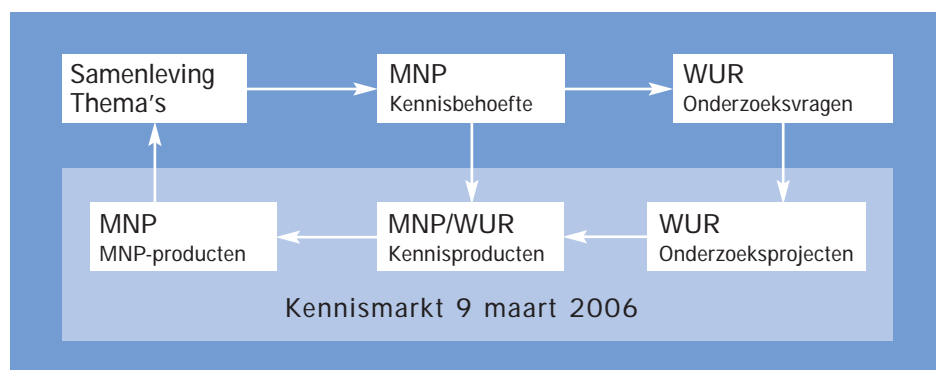 Samenleving
Thema's
MNP
Kennisbehoefte
WUR
Onderzoeksvragen
MNP
MNP-producten
MNP/WUR
Kennisproducten
WUR
Onderzoeksprojecten
Kennismarkt 9 maart 2006